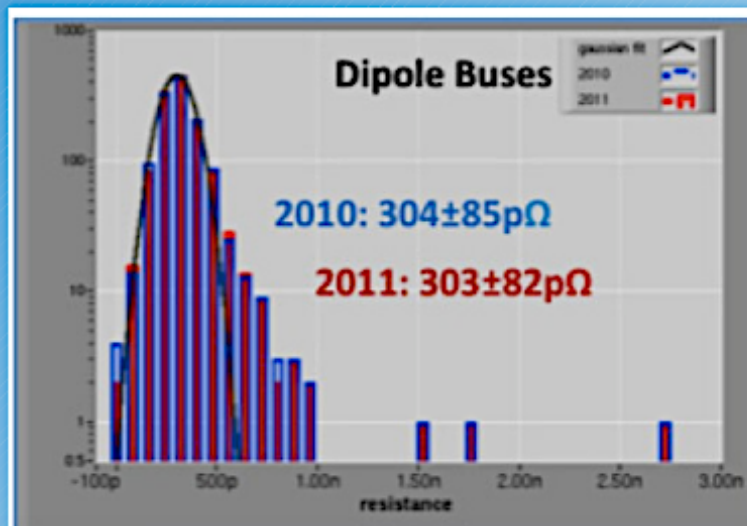 1000
Dipole Buses
gaussian fit
2010
2011
100
2010: 304±85pΩ
2011: 303±82pΩ
10
1
0.5
-100p 500p 1.00n 1.50n 2.00n 2.50n 3.00n
resistance